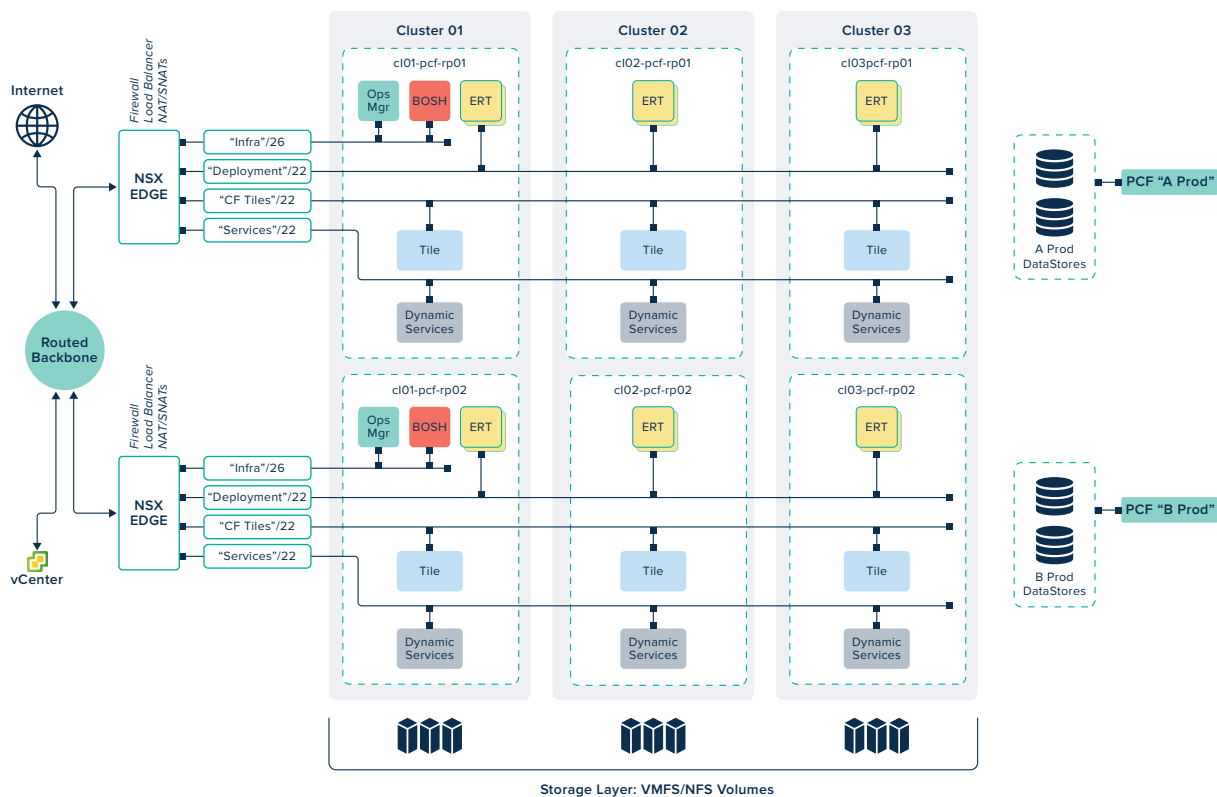 Cluster 01
Cluster 02
Cluster 03
Internet
Firewall
Load Balancer
NAT/SNATs
NSX
EDGE
"Infra"/26
"Deployment"/22
"CF Tiles"/22
"Services"/22
cl01-pcf-rp01
Ops
Mgr
BOSH
ERT
Tile
Dynamic
Services
cl02-pcf-rp01
ERT
Tile
Dynamic
Services
cl03pcf-rp01
ERT
Tile
Dynamic
Services
A Prod
DataStores
PCF "A Prod"
Routed
Backbone
Firewall
Load Balancer
NAT/SNATs
NSX
EDGE
"Infra"/26
"Deployment"/22
"CF Tiles"/22
"Services"/22
cl01-pcf-rp02
Ops
Mgr
BOSH
ERT
Tile
Dynamic
Services
cl02-pcf-rp02
ERT
Tile
Dynamic
Services
cl03-pcf-rp02
ERT
Tile
Dynamic
Services
B Prod
DataStores
PCF "B Prod"
vCenter
Storage Layer: VMFS/NFS Volumes